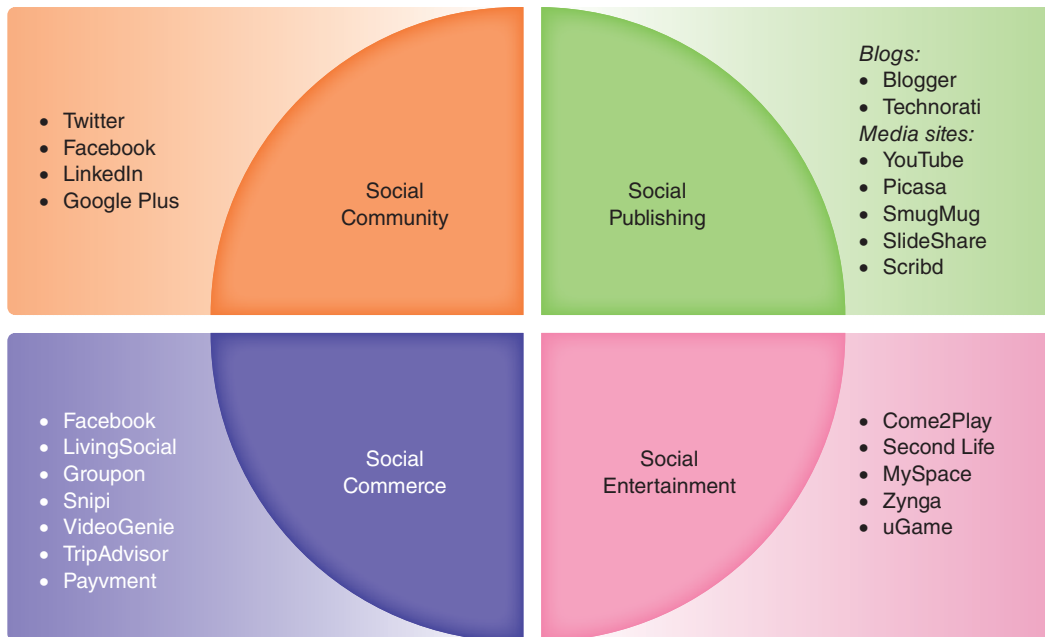 • Twitter
• Facebook
• LinkedIn
• Google Plus
Social
Community
Social
Publishing
Blogs:
• Blogger
• Technorati
Media sites:
• YouTube
• Picasa
• SmugMug
• SlideShare
• Scribd
• Facebook
• LivingSocial
• Groupon
• Snipi
• VideoGenie
• TripAdvisor
• Payvment
Social
Commerce
Social
Entertainment
• Come2Play
• Second Life
• MySpace
• Zynga
• uGame